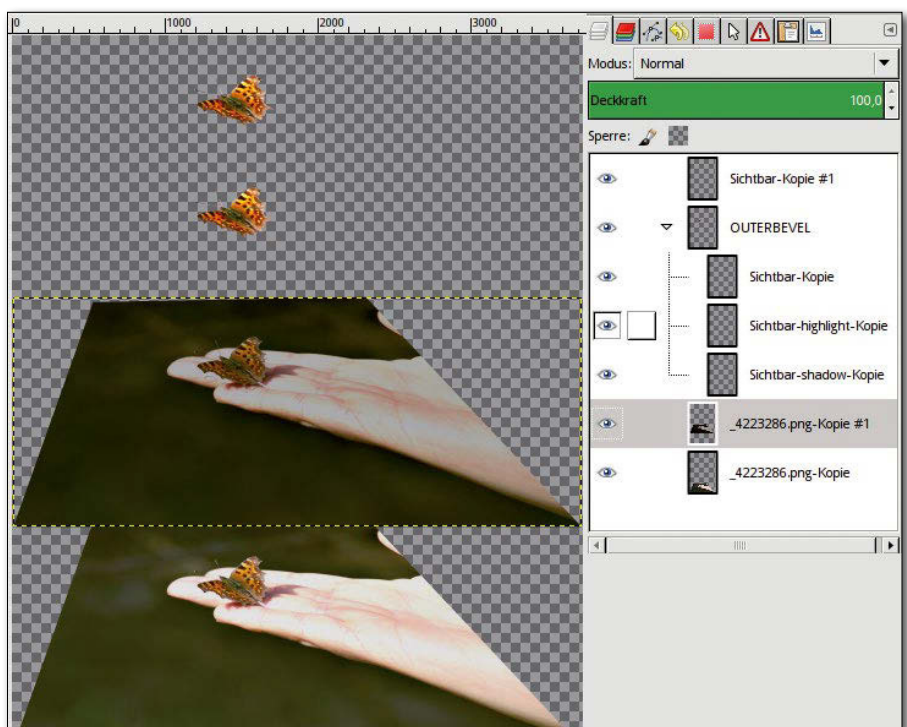 0 1000 2000 3000
Modus: Normal
Deckkraft 100,0
Sperre:
Sichtbar-Kopie #1
OUTERBEVEL
Sichtbar-Kopie
Sichtbar-highlight-Kopie
Sichtbar-shadow-Kopie
_4223286.png-Kopie #1
_4223286.png-Kopie